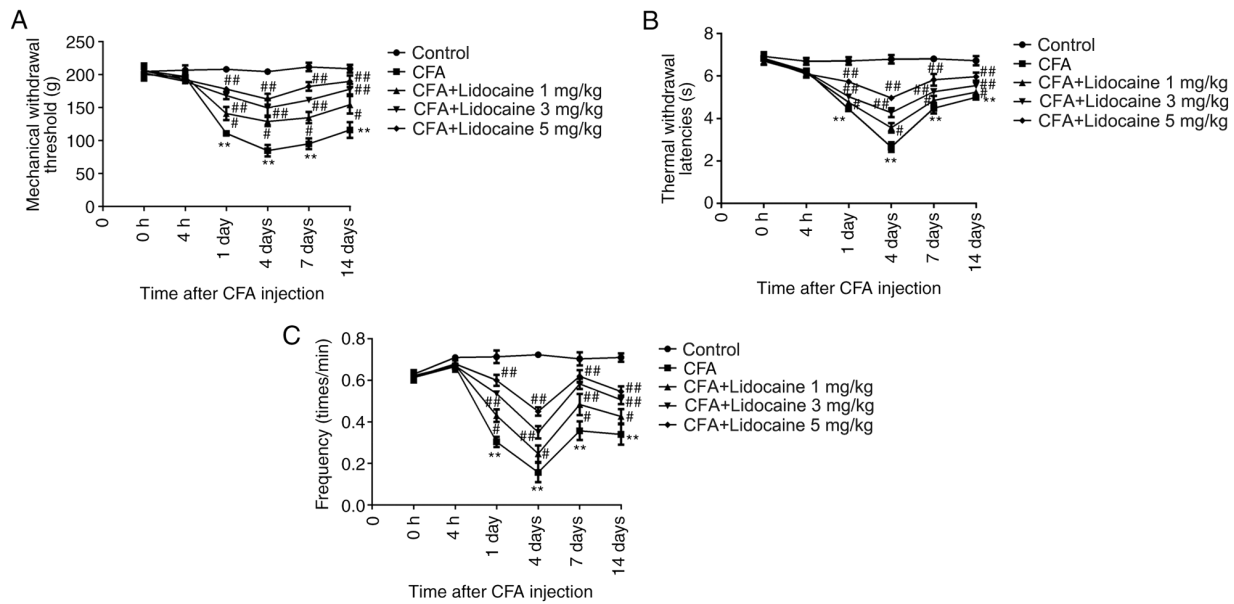 A
Mechanical withdrawal
threshold (g)
250
200
150
100
50
0
0
0 h
4 h
1 day
4 days
7 days
14 days
Time after CFA injection
## ## ## ##
## ## ## ##
# # # #
** ** ** **
Control
CFA
CFA+Lidocaine 1 mg/kg
CFA+Lidocaine 3 mg/kg
CFA+Lidocaine 5 mg/kg
B
Thermal withdrawal
latencies (s)
8
6
4
2
0
0
0 h
4 h
1 day
4 days
7 days
14 days
Time after CFA injection
## ## ## ##
## ## ## ##
# # # #
** ** ** **
Control
CFA
CFA+Lidocaine 1 mg/kg
CFA+Lidocaine 3 mg/kg
CFA+Lidocaine 5 mg/kg
C
Frequency (times/min)
0.8
0.6
0.4
0.2
0.0
0
0 h
4 h
1 day
4 days
7 days
14 days
Time after CFA injection
## ## ## ##
## ## ## ##
# # # #
** ** ** **
Control
CFA
CFA+Lidocaine 1 mg/kg
CFA+Lidocaine 3 mg/kg
CFA+Lidocaine 5 mg/kg